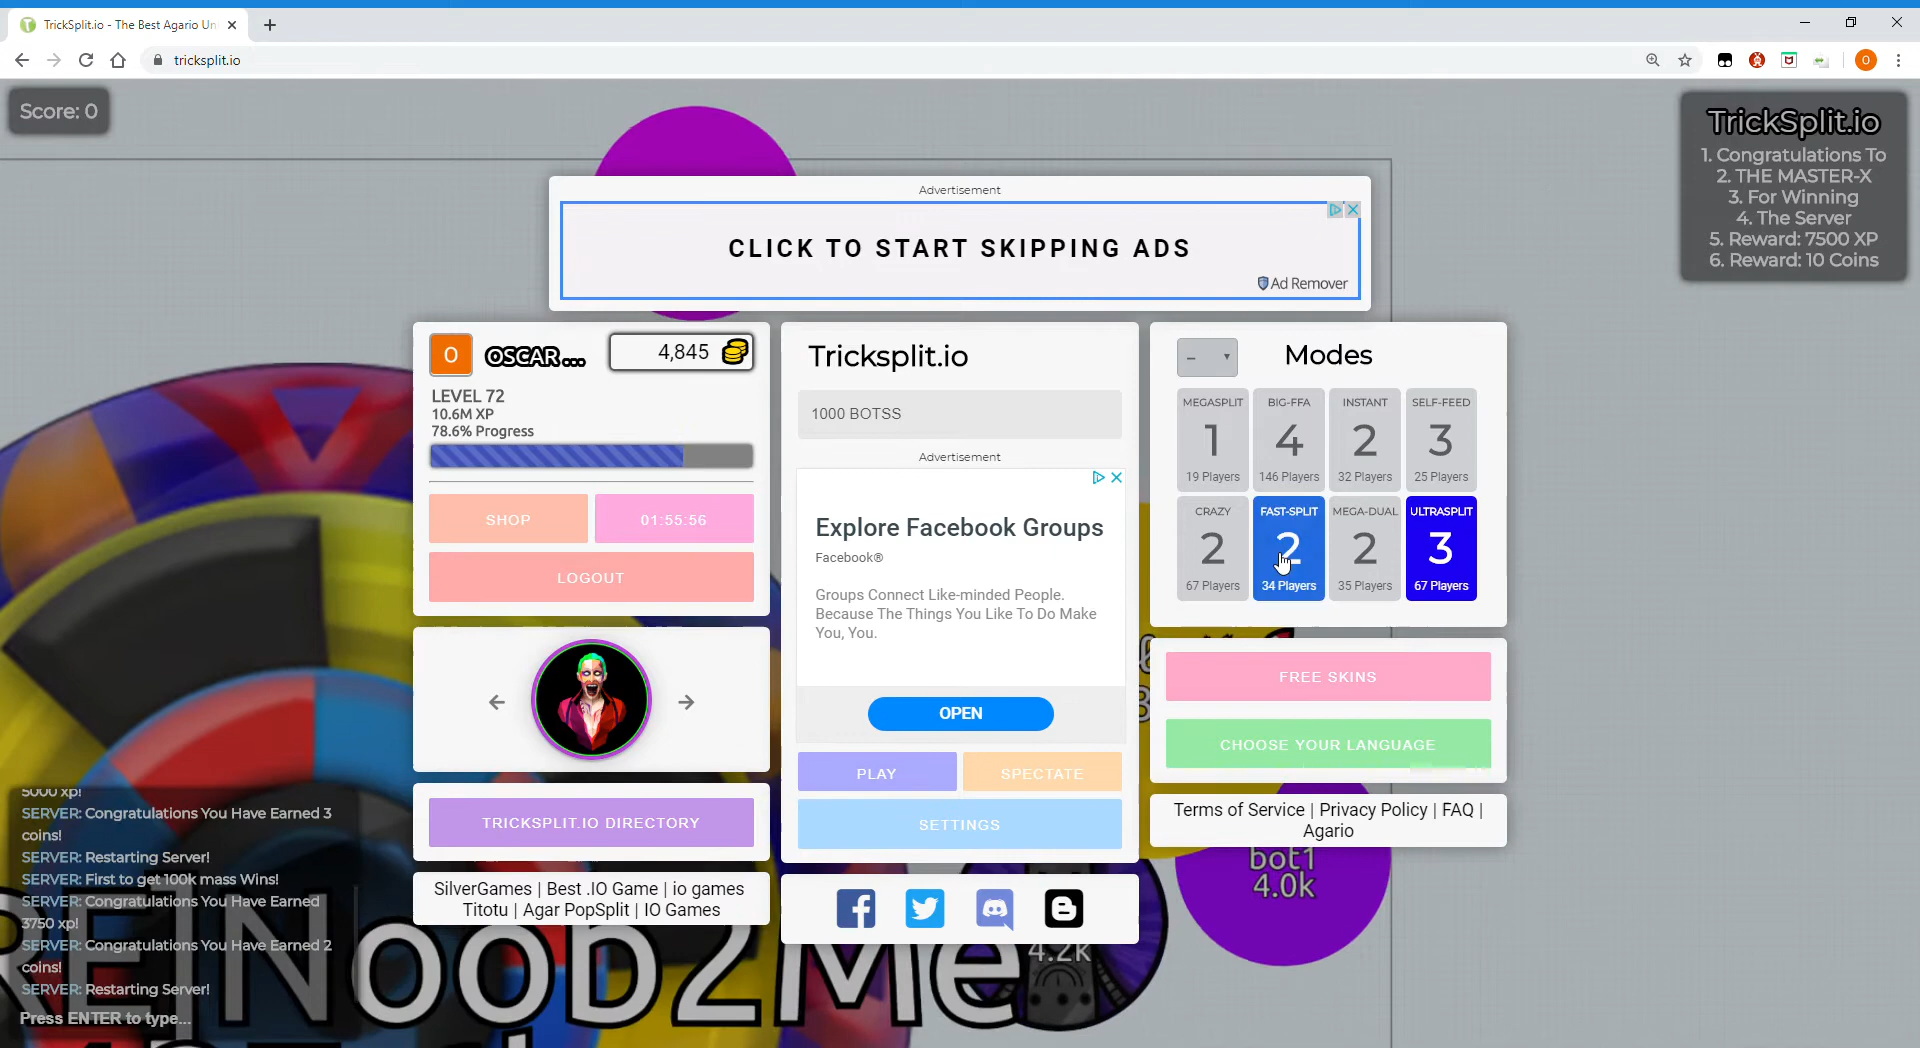 TrickSplit.io - The Best Agario Un
tricksplit.io
O
Score: 0
TrickSplit.io
1. Congratulations To
2. THE MASTER-X
3. For Winning
4. The Server
5. Reward: 7500 XP
6. Reward: 10 Coins
Advertisement
CLICK TO START SKIPPING ADS
Ad Remover
O
OSCAR ...
4,845
LEVEL 72
10.6M XP
78.6% Progress
SHOP
01:55:56
LOGOUT
TRICKSPLIT.IO DIRECTORY
SilverGames | Best .IO Game | io games
Titotu | Agar PopSplit | IO Games
Tricksplit.io
1000 BOTSS
Advertisement
Explore Facebook Groups
Facebook®
Groups Connect Like-minded People.
Because The Things You Like To Do Make
You, You.
OPEN
PLAY
SPECTATE
SETTINGS
–
Modes
MEGASPLIT
1
19 Players
BIG-FFA
4
146 Players
INSTANT
2
32 Players
SELF-FEED
3
25 Players
CRAZY
2
67 Players
FAST-SPLIT
2
34 Players
MEGA-DUAL
2
35 Players
ULTRASPLIT
3
67 Players
FREE SKINS
CHOOSE YOUR LANGUAGE
Terms of Service | Privacy Policy | FAQ |
Agario
bot1
4.0k
5000 xp!
SERVER: Congratulations You Have Earned 3
coins!
SERVER: Restarting Server!
SERVER: First to get 100k mass Wins!
SERVER: Congratulations You Have Earned
3750 xp!
SERVER: Congratulations You Have Earned 2
coins!
SERVER: Restarting Server!
Press ENTER to type...
RE]Noob2Me
4.2k